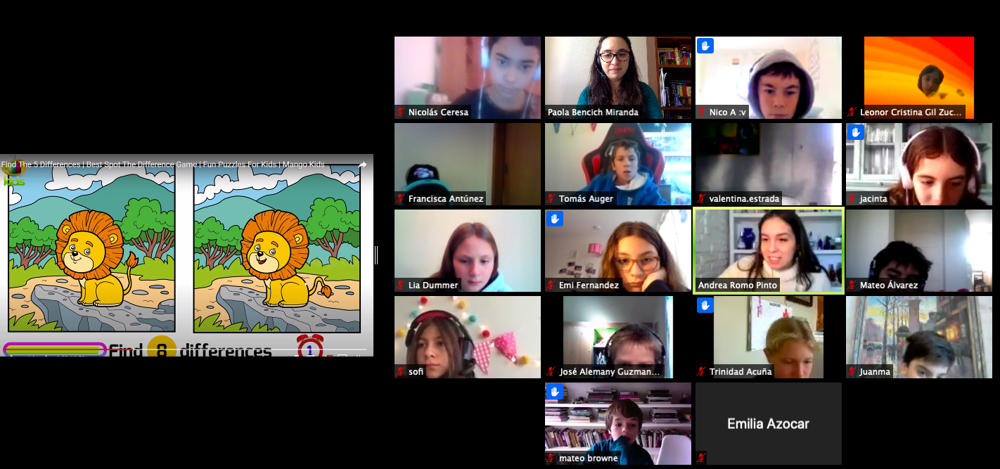 Find The 5 Differences | Best Spot The Difference Game | Fun Puzzles For Kids | Mango Kids
kids
Find 8 differences
1
Nicolás Ceresa
Paola Bencich Miranda
Nico A :v
Leonor Cristina Gil Zuc...
Francisca Antúnez
Tomás Auger
valentina.estrada
jacinta
Lia Dummer
Emi Fernandez
Andrea Romo Pinto
Mateo Álvarez
sofi
José Alemany Guzman...
Trinidad Acuña
Juanma
mateo browne
Emilia Azocar